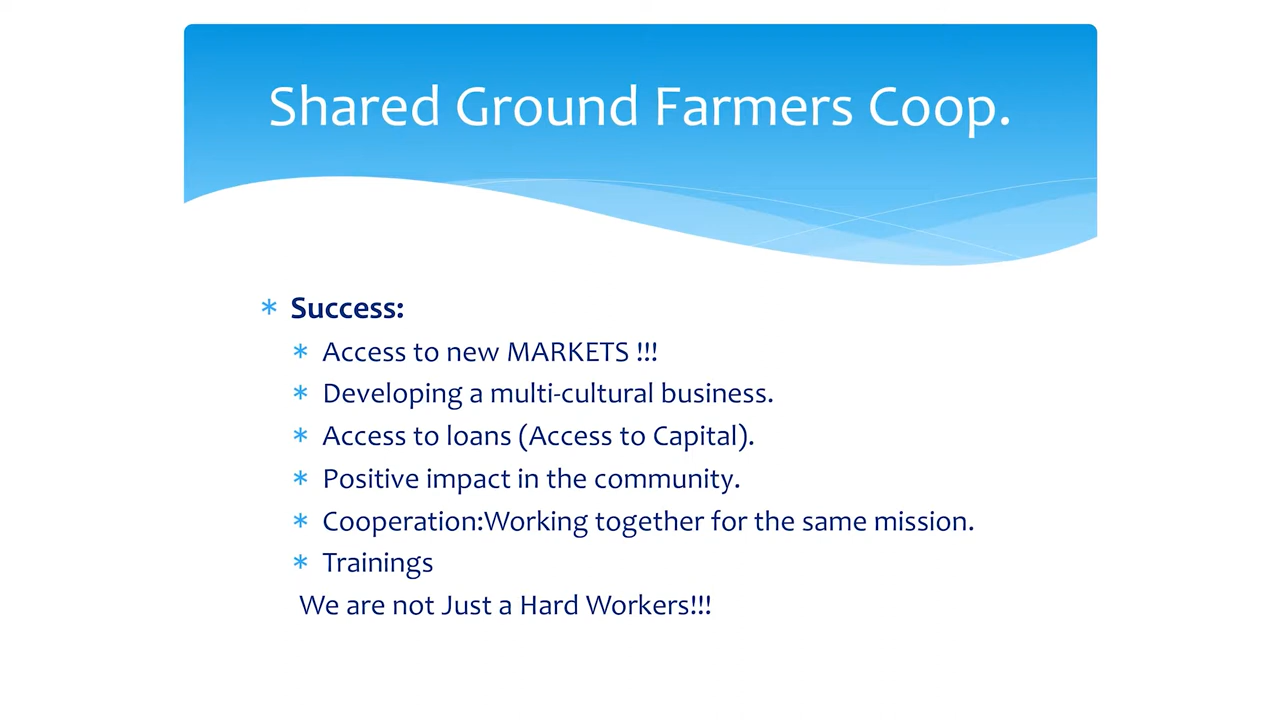 Shared Ground Farmers Coop.
* Success:
* Access to new MARKETS !!!
* Developing a multi-cultural business.
* Access to loans (Access to Capital).
* Positive impact in the community.
* Cooperation:Working together for the same mission.
* Trainings
We are not Just a Hard Workers!!!